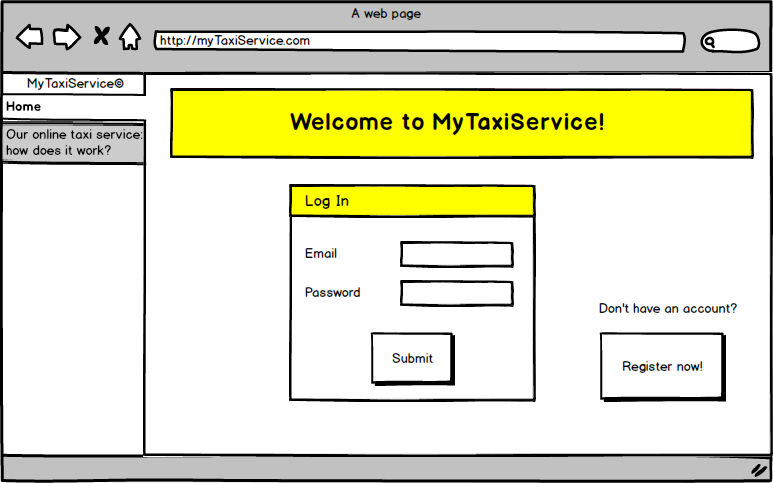 A web page
http://myTaxiService.com
MyTaxiService©
Home
Our online taxi service:
how does it work?
Welcome to MyTaxiService!
Log In
Email
Password
Submit
Don't have an account?
Register now!